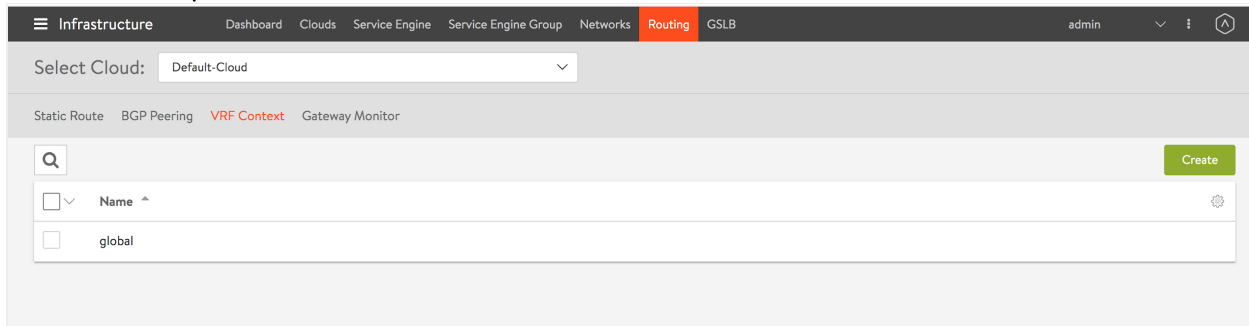 Infrastructure Dashboard Clouds Service Engine Service Engine Group Networks Routing GSLB admin
Select Cloud: Default-Cloud
Static Route BGP Peering VRF Context Gateway Monitor
Create
Name
global